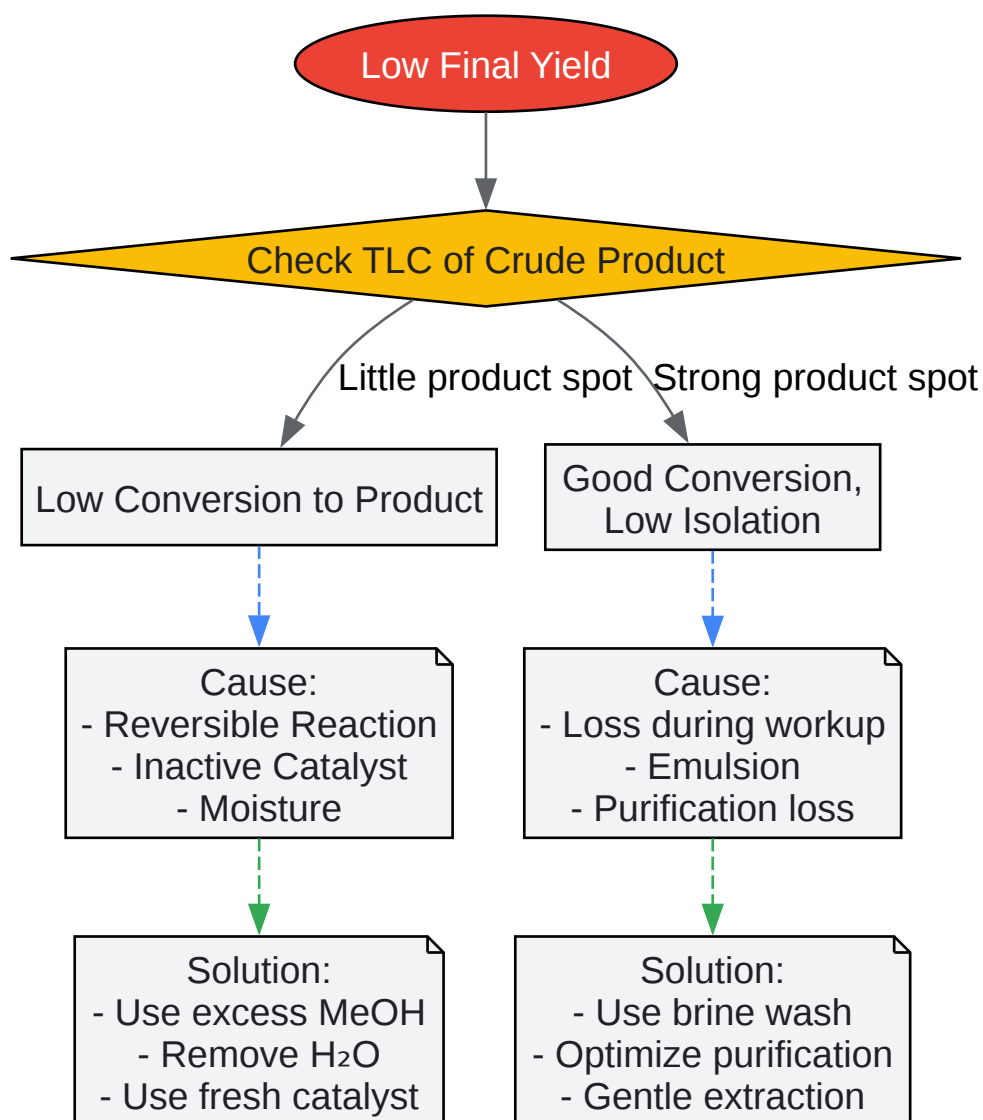 Low Final Yield
Check TLC of Crude Product
Little product spot
Strong product spot
Low Conversion to Product
Good Conversion,
Low Isolation
Cause:
- Reversible Reaction
- Inactive Catalyst
- Moisture
Cause:
- Loss during workup
- Emulsion
- Purification loss
Solution:
- Use excess MeOH
- Remove H₂O
- Use fresh catalyst
Solution:
- Use brine wash
- Optimize purification
- Gentle extraction